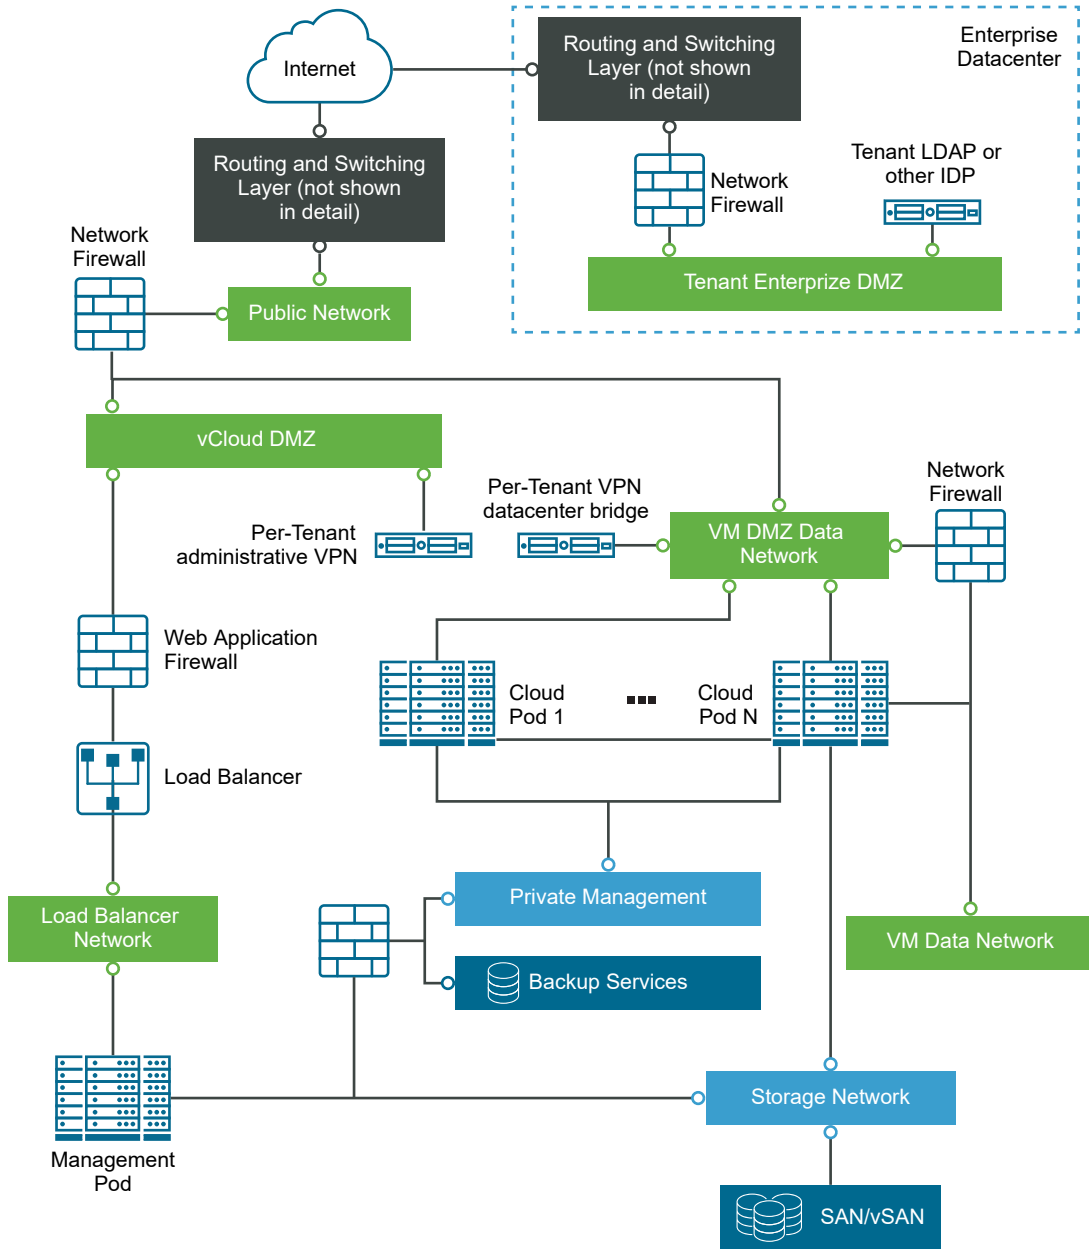 Internet
Routing and Switching
Layer (not shown
in detail)
Enterprise
Datacenter
Routing and Switching
Layer (not shown
in detail)
Network
Firewall
Tenant LDAP or
other IDP
Tenant Enterprize DMZ
Network
Firewall
Public Network
vCloud DMZ
Per-Tenant
administrative VPN
Per-Tenant VPN
datacenter bridge
VM DMZ Data
Network
Network
Firewall
Web Application
Firewall
Cloud
Pod 1
Cloud
Pod N
Load Balancer
Private Management
Load Balancer
Network
VM Data Network
Backup Services
Storage Network
Management
Pod
SAN/vSAN